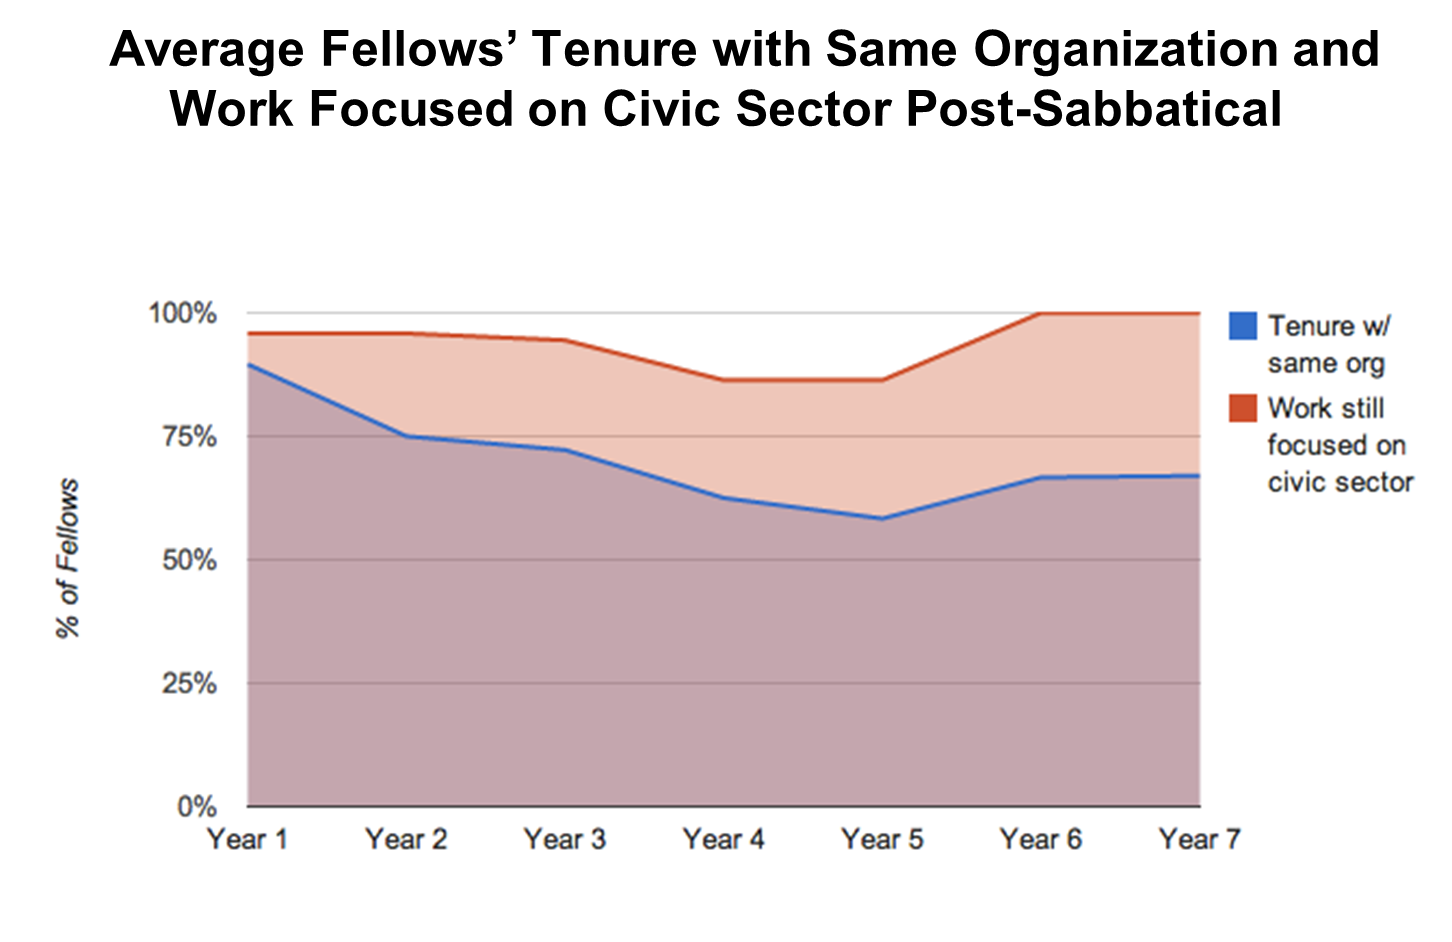 Average Fellows’ Tenure with Same Organization and
Work Focused on Civic Sector Post-Sabbatical
100%
75%
50%
25%
0%
% of Fellows
Year 1
Year 2
Year 3
Year 4
Year 5
Year 6
Year 7
Tenure w/
same org
Work still
focused on
civic sector